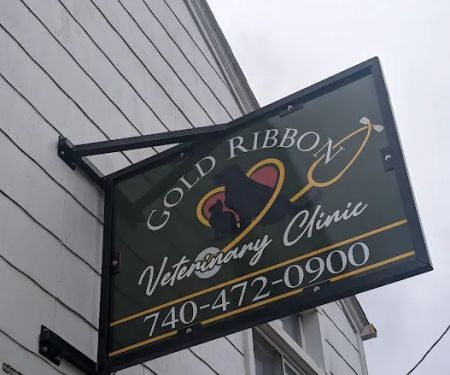 GOLD RIBBON
Veterinary Clinic
740-472-0900